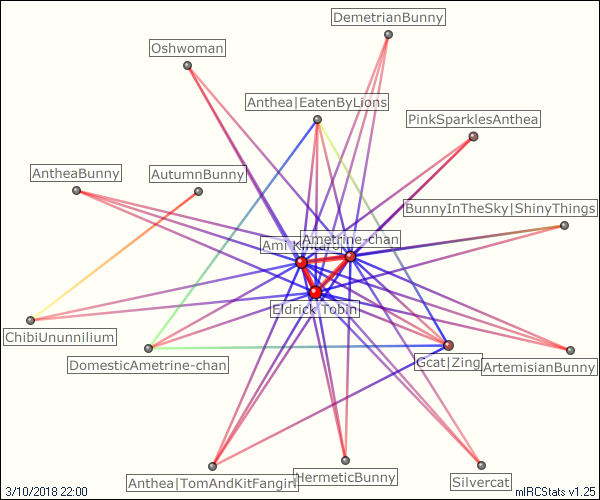 DemetrianBunny
Oshwoman
Anthea|EatenByLions
PinkSparklesAnthea
AntheaBunny
AutumnBunny
BunnyInTheSky|ShinyThings
Ametrine-chan
Ami
Eldrick Tobin
ChibiUnunnilium
DomesticAmetrine-chan
Gcat|Zing
ArtemisianBunny
Anthea|TomAndKitFangirl
HermeticBunny
Silvercat
3/10/2018 22:00
mIRCStats v1.25